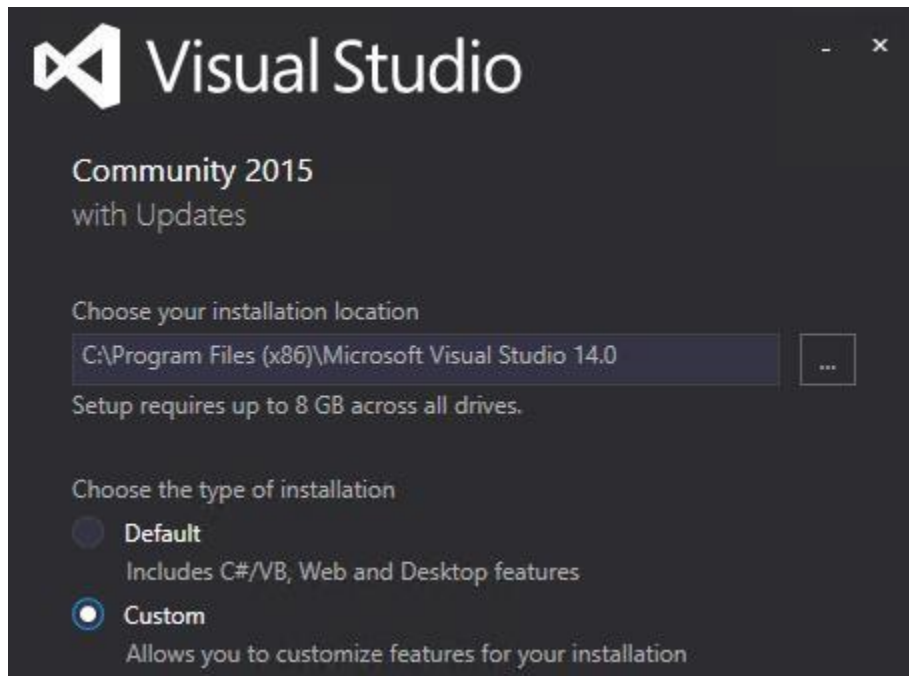 Visual Studio
Community 2015
with Updates
Choose your installation location
C:\Program Files (x86)\Microsoft Visual Studio 14.0
...
Setup requires up to 8 GB across all drives.
Choose the type of installation
Default
Includes C#/VB, Web and Desktop features
Custom
Allows you to customize features for your installation